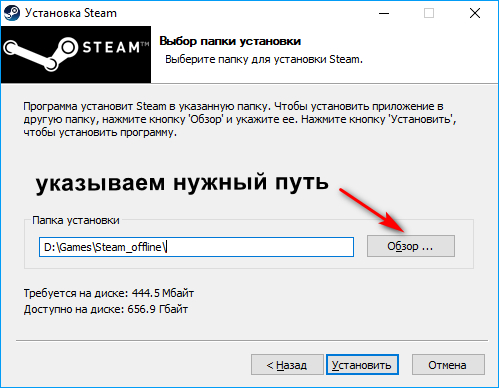 Установка Steam
STEAM™
Выбор папки установки
Выберите папку для установки Steam.
Программа установит Steam в указанную папку. Чтобы установить приложение в
другую папку, нажмите кнопку 'Обзор' и укажите ее. Нажмите кнопку 'Установить',
чтобы установить программу.
указываем нужный путь
Папка установки
D:\Games\Steam_offline\
Обзор ...
Требуется на диске: 444.5 Мбайт
Доступно на диске: 656.9 Гбайт
< Назад
Установить
Отмена